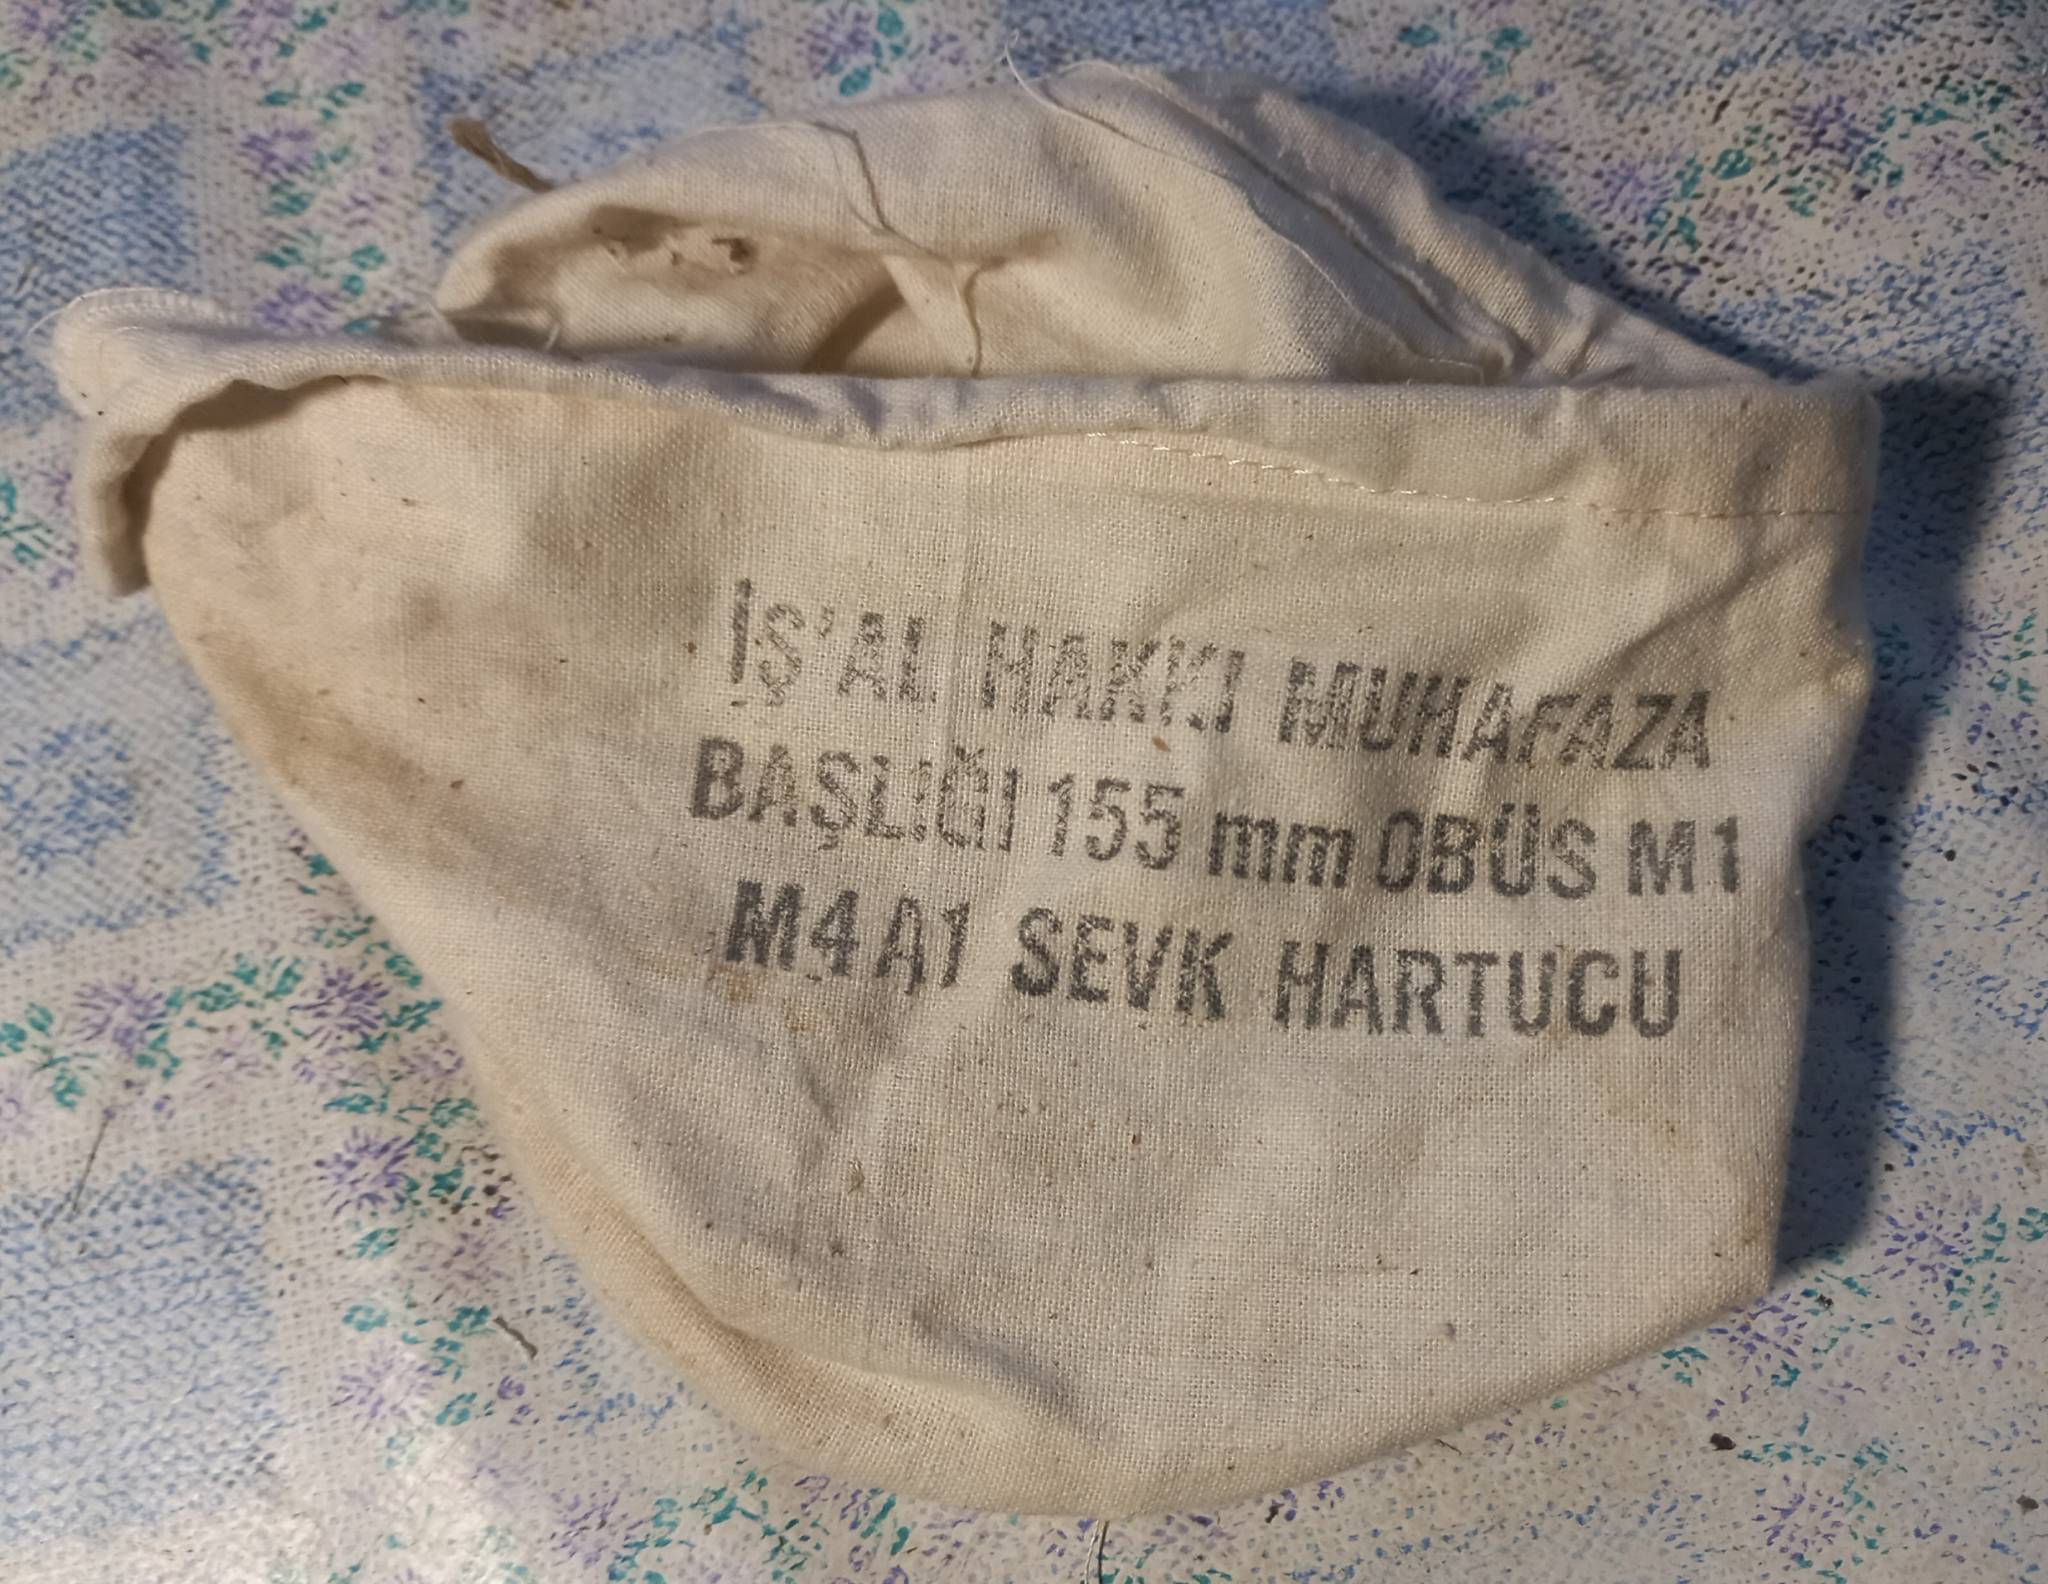 İŞ'AL HAKKI MUHAFAZA
BAŞLIĞI 155 mm OBÜS M1
M4A1 SEVK HARTUCU